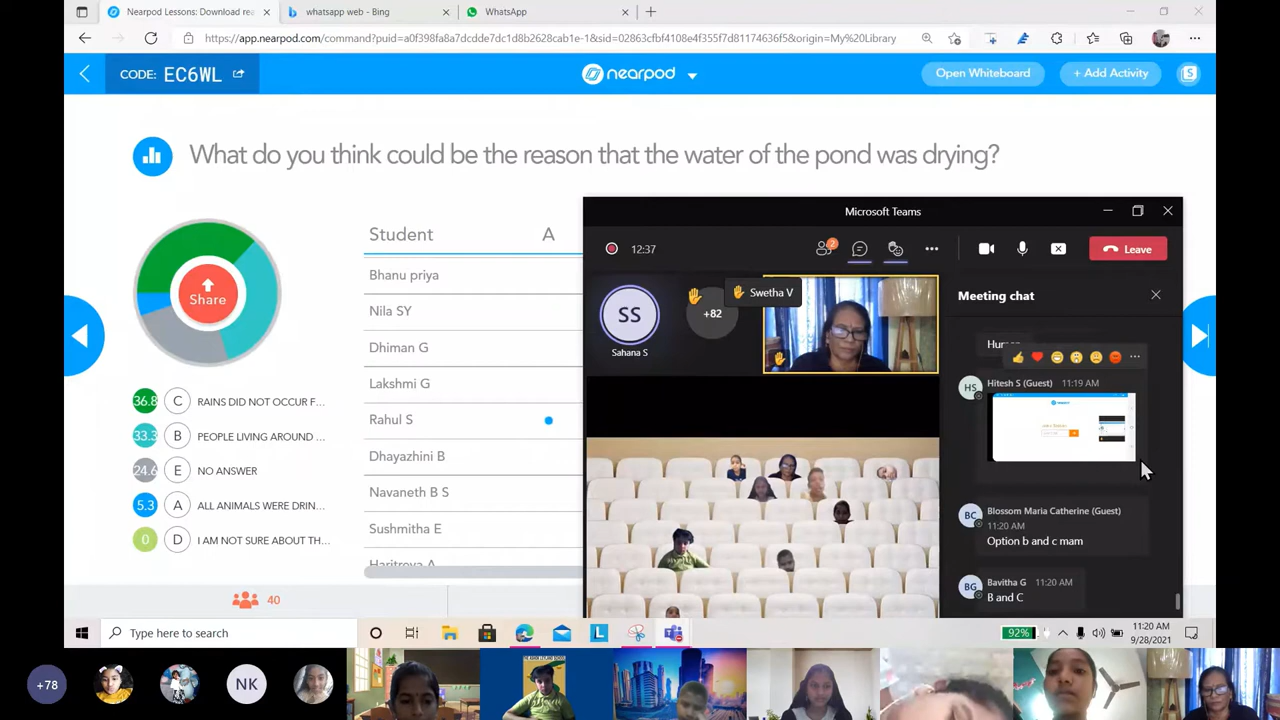 Nearpod Lessons: Download rea
whatsapp web - Bing
WhatsApp
https://app.nearpod.com/command?puid=a0f398fa8a7dcdde7dc1d8b2628cab1e-1&sid=02863cfbf4108e4f355f7d81174636f5&origin=My%20Library
CODE: EC6WL
nearpod
Open Whiteboard
+ Add Activity
S
What do you think could be the reason that the water of the pond was drying?
Share
36.8 C RAINS DID NOT OCCUR F...
33.3 B PEOPLE LIVING AROUND ...
24.6 E NO ANSWER
5.3 A ALL ANIMALS WERE DRIN...
0 D I AM NOT SURE ABOUT TH...
40
Student A
Bhanu priya
Nila SY
Dhiman G
Lakshmi G
Rahul S
Dhayazhini B
Navaneth B S
Sushmitha E
Haritreya A
Microsoft Teams
12:37
2
Leave
SS
Sahana S
+82
Swetha V
Meeting chat
HS
Hitesh S (Guest) 11:19 AM
nearpod
BC
Blossom Maria Catherine (Guest)
11:20 AM
Option b and c mam
BG
Bavitha G 11:20 AM
B and C
Type here to search
92%
11:20 AM
9/28/2021
+78
NK